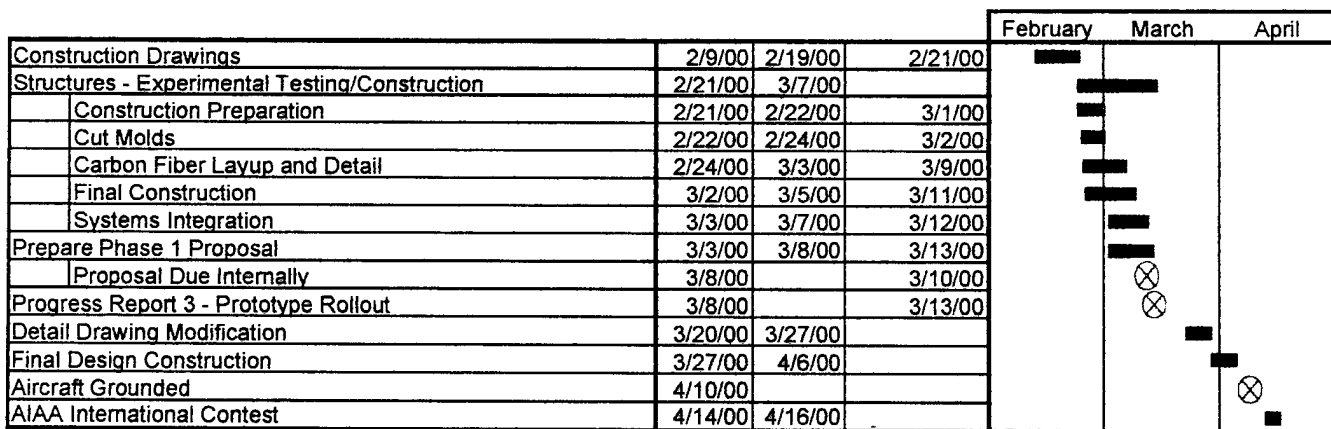 February March April
Construction Drawings 2/9/00 2/19/00 2/21/00
Structures - Experimental Testing/Construction 2/21/00 3/7/00
Construction Preparation 2/21/00 2/22/00 3/1/00
Cut Molds 2/22/00 2/24/00 3/2/00
Carbon Fiber Layup and Detail 2/24/00 3/3/00 3/9/00
Final Construction 3/2/00 3/5/00 3/11/00
Systems Integration 3/3/00 3/7/00 3/12/00
Prepare Phase 1 Proposal 3/3/00 3/8/00 3/13/00
Proposal Due Internally 3/8/00 3/10/00
Progress Report 3 - Prototype Rollout 3/8/00 3/13/00
Detail Drawing Modification 3/20/00 3/27/00
Final Design Construction 3/27/00 4/6/00
Aircraft Grounded 4/10/00
AIAA International Contest 4/14/00 4/16/00